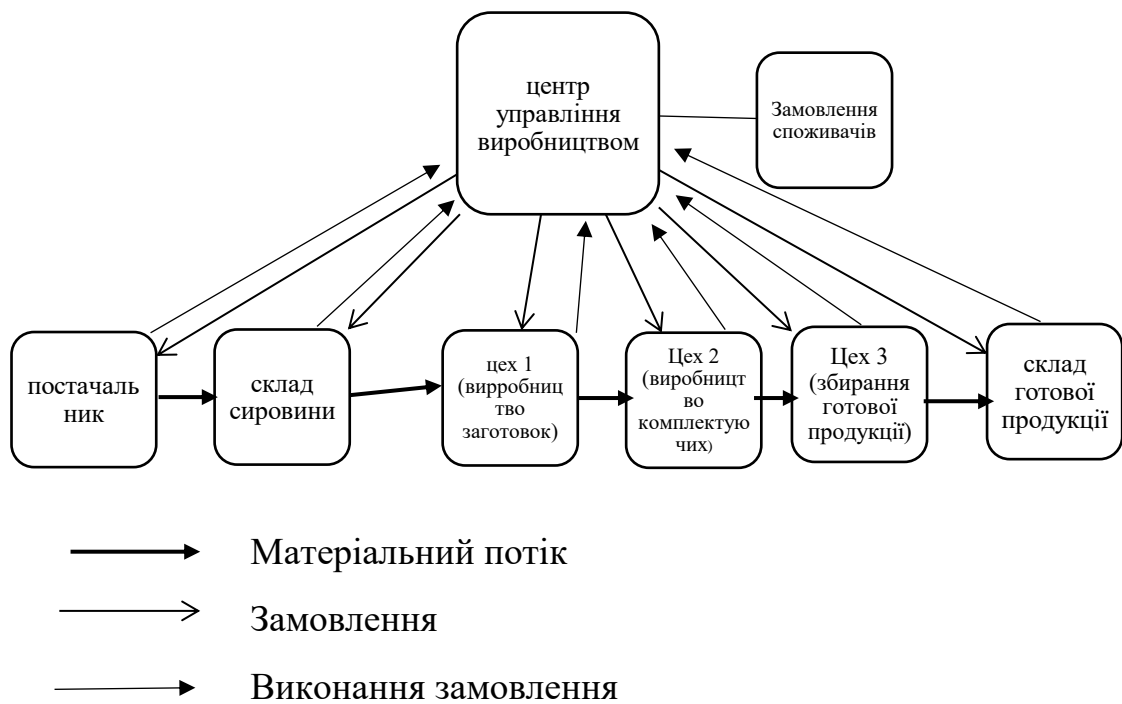 центр
управління
виробництвом
Замовлення
споживачів
постачаль
ник
склад
сировини
цех 1
(вирробниц
тво
заготовок)
Цех 2
(виробницт
во
комплектую
чих)
Цех 3
(збирання
готової
продукції)
склад
готової
продукції
Матеріальний потік
Замовлення
Виконання замовлення